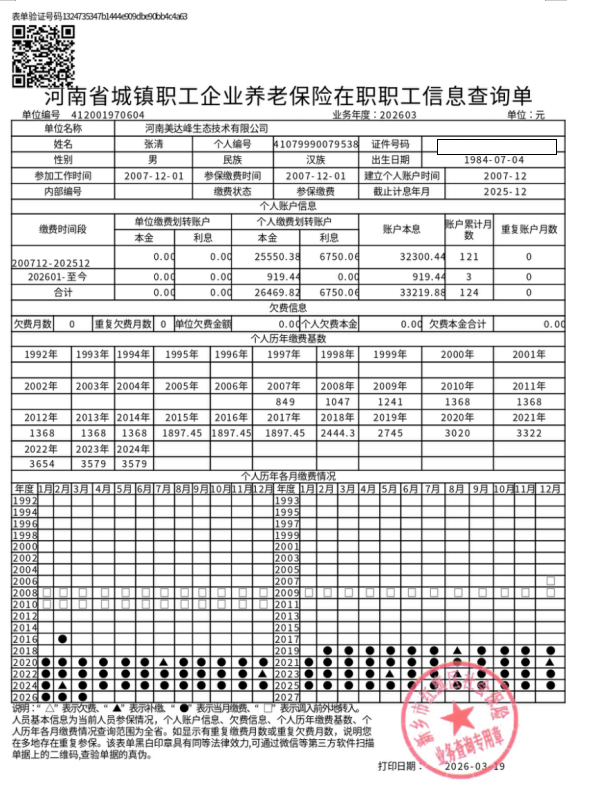 表单验证号码1324735347b1444e909dbe90bb4c4a63
河南省城镇职工企业养老保险在职职工信息查询单
单位编号 412001970604 业务年度：202603 单位：元
单位名称 河南美达峰生态技术有限公司
姓名 张清 个人编号 41079990079538 证件号码
性别 男 民族 汉族 出生日期 1984-07-04
参加工作时间 2007-12-01 参保缴费时间 2007-12-01 建立个人账户时间 2007-12
内部编号 缴费状态 参保缴费 截止计息年月 2025-12
个人账户信息
缴费时间段 单位缴费划转账户 个人缴费划转账户 账户本息 账户累计月数 重复账户月数
本金 利息 本金 利息
200712-202512 0.00 0.00 25550.38 6750.06 32300.44 121 0
202601-至今 0.00 0.00 919.44 0.00 919.44 3 0
合计 0.00 0.00 26469.82 6750.06 33219.88 124 0
欠费信息
欠费月数 0 重复欠费月数 0 单位欠费金额 0.00 个人欠费本金 0.00 欠费本金合计 0.00
个人历年缴费基数
1992年 1993年 1994年 1995年 1996年 1997年 1998年 1999年 2000年 2001年
2002年 2003年 2004年 2005年 2006年 2007年 2008年 2009年 2010年 2011年
849 1047 1241 1368 1368
2012年 2013年 2014年 2015年 2016年 2017年 2018年 2019年 2020年 2021年
1368 1368 1368 1897.45 1897.45 1897.45 2444.3 2745 3020 3322
2022年 2023年 2024年
3654 3579 3579
个人历年各月缴费情况
年度 1月 2月 3月 4月 5月 6月 7月 8月 9月 10月 11月 12月 年度 1月 2月 3月 4月 5月 6月 7月 8月 9月 10月 11月 12月
1992 1993
1994 1995
1996 1997
1998 1999
2000 2001
2002 2003
2004 2005
2006 2007 □
2008 □ □ □ □ □ □ □ □ □ □ □ □ 2009 □ □ □ □ □ □ □ □ □ □ □ □
2010 □ □ □ □ □ □ □ □ □ □ □ □ 2011
2012 2013
2014 2015
2016 ● 2017
2018 2019 ● ● ● ● ● ● ▲ ● ● ● ●
2020 ● ● ● ● ● ● ▲ ● ● ● ● ● 2021 ● ● ● ● ● ● ● ● ● ● ● ▲
2022 ● ● ● ● ● ● ● ● ● ● ● ▲ 2023 ● ● ● ● ▲ ● ● ● ● ● ● ●
2024 ● ▲ ● ● ● ● ● ● ● ● ● ● 2025 ● ● ● ● ● ● ● ● ● ● ● ●
2026 ● ● ● 2027
说明：“ △” 表示欠费、“ ▲” 表示补缴、“ ●” 表示当月缴费、“ □” 表示调入前外地转入。
人员基本信息为当前人员参保情况，个人账户信息、欠费信息、个人历年缴费基数、个
人历年各月缴费情况查询范围为全省。如显示有重复缴费月数或重复欠费月数，说明您
在多地存在重复参保。该表单黑白印章具有同等法律效力,可通过微信等第三方软件扫描
单据上的二维码,查验单据的真伪。
打印日期： 2026-03-19
业务查询专用章